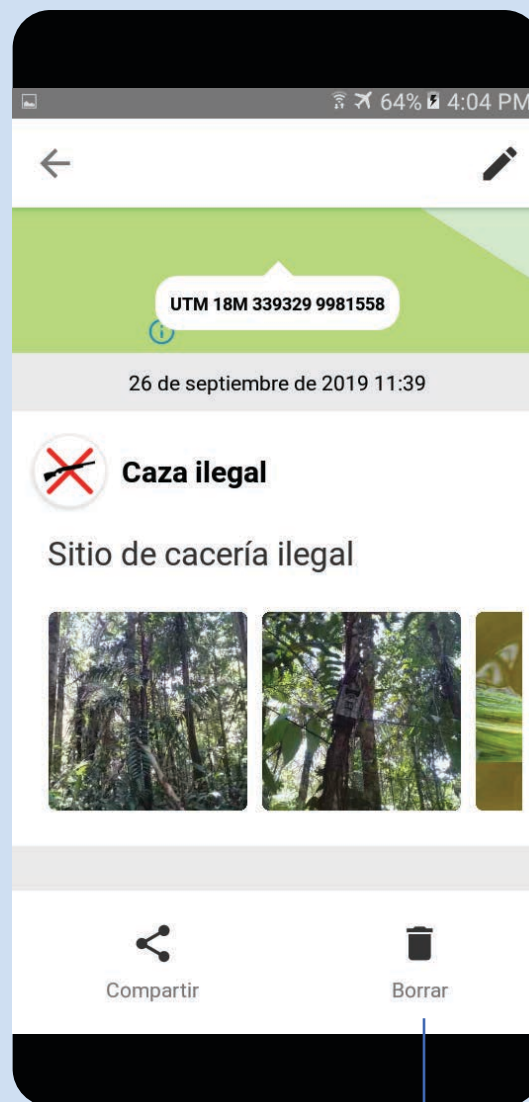 64% 4:04 PM
UTM 18M 339329 9981558
26 de septiembre de 2019 11:39
Caza ilegal
Sitio de cacería ilegal
Compartir
Borrar